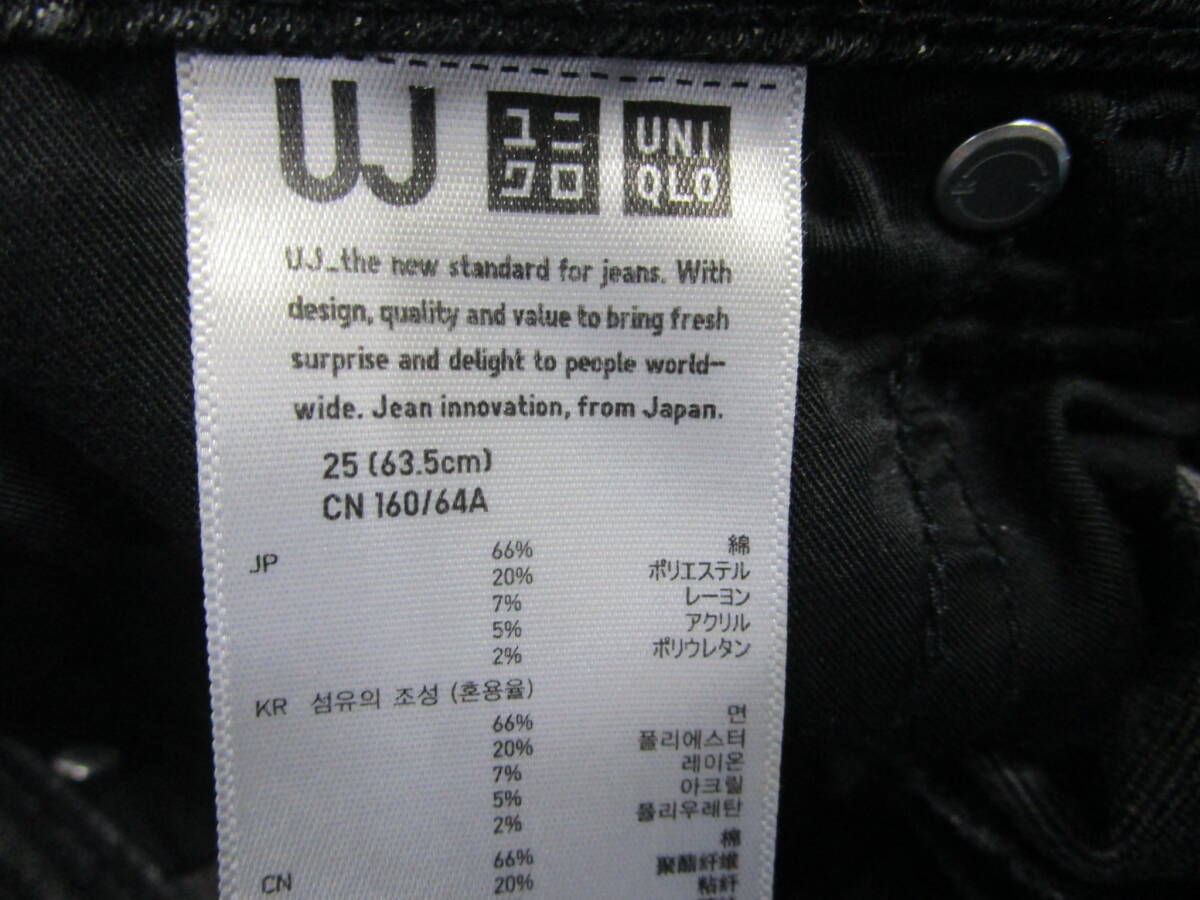 UJ ユニクロ UNIQLO
UJ_the new standard for jeans. With
design, quality and value to bring fresh
surprise and delight to people world-
wide. Jean innovation, from Japan.
25 (63.5cm)
CN 160/64A
JP 66% 綿
20% ポリエステル
7% レーヨン
5% アクリル
2% ポリウレタン
KR 섬유의 조성 (혼용율)
66% 면
20% 폴리에스터
7% 레이온
5% 아크릴
2% 폴리우레탄
CN 66% 棉
20% 聚酯纤维
粘纤